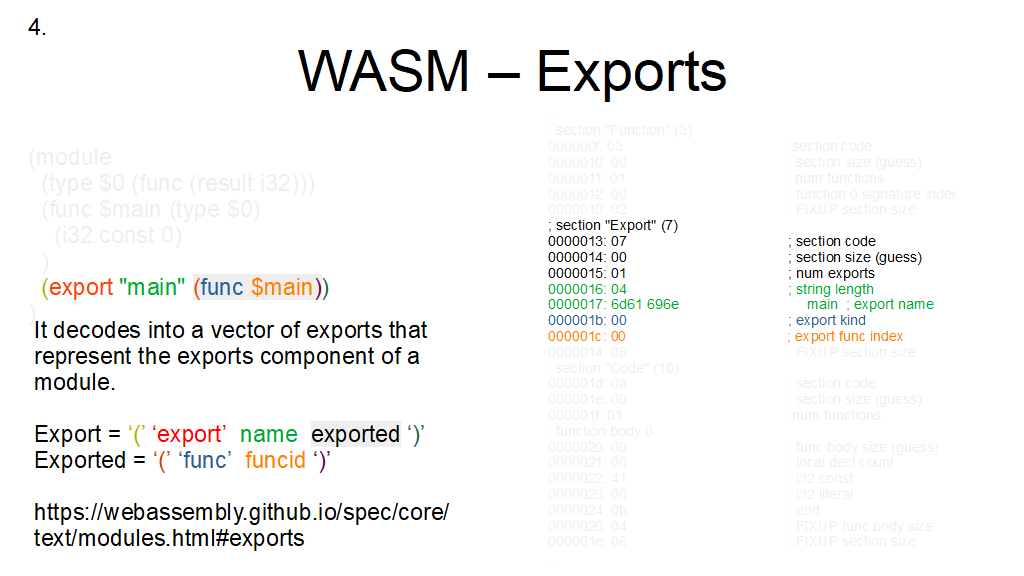 4.
WASM – Exports
(module
(type $0 (func (result i32)))
(func $main (type $0)
(i32.const 0)
)
(export "main" (func $main))
)
It decodes into a vector of exports that
represent the exports component of a
module.
Export = ‘(’ ‘export’ name exported ‘)’
Exported = ‘(’ ‘func’ funcid ‘)’
https://webassembly.github.io/spec/core/
text/modules.html#exports
; section "Function" (3)
000000f: 03 ; section code
0000010: 00 ; section size (guess)
0000011: 01 ; num functions
0000012: 00 ; function 0 signature index
0000010: 02 ; FIXUP section size
; section "Export" (7)
0000013: 07 ; section code
0000014: 00 ; section size (guess)
0000015: 01 ; num exports
0000016: 04 ; string length
0000017: 6d61 696e main ; export name
000001b: 00 ; export kind
000001c: 00 ; export func index
0000014: 08 ; FIXUP section size
; section "Code" (10)
000001d: 0a ; section code
000001e: 00 ; section size (guess)
000001f: 01 ; num functions
; function body 0
0000020: 00 ; func body size (guess)
0000021: 00 ; local decl count
0000022: 41 ; i32.const
0000023: 00 ; i32 literal
0000024: 0b ; end
0000020: 04 ; FIXUP func body size
000001e: 06 ; FIXUP section size